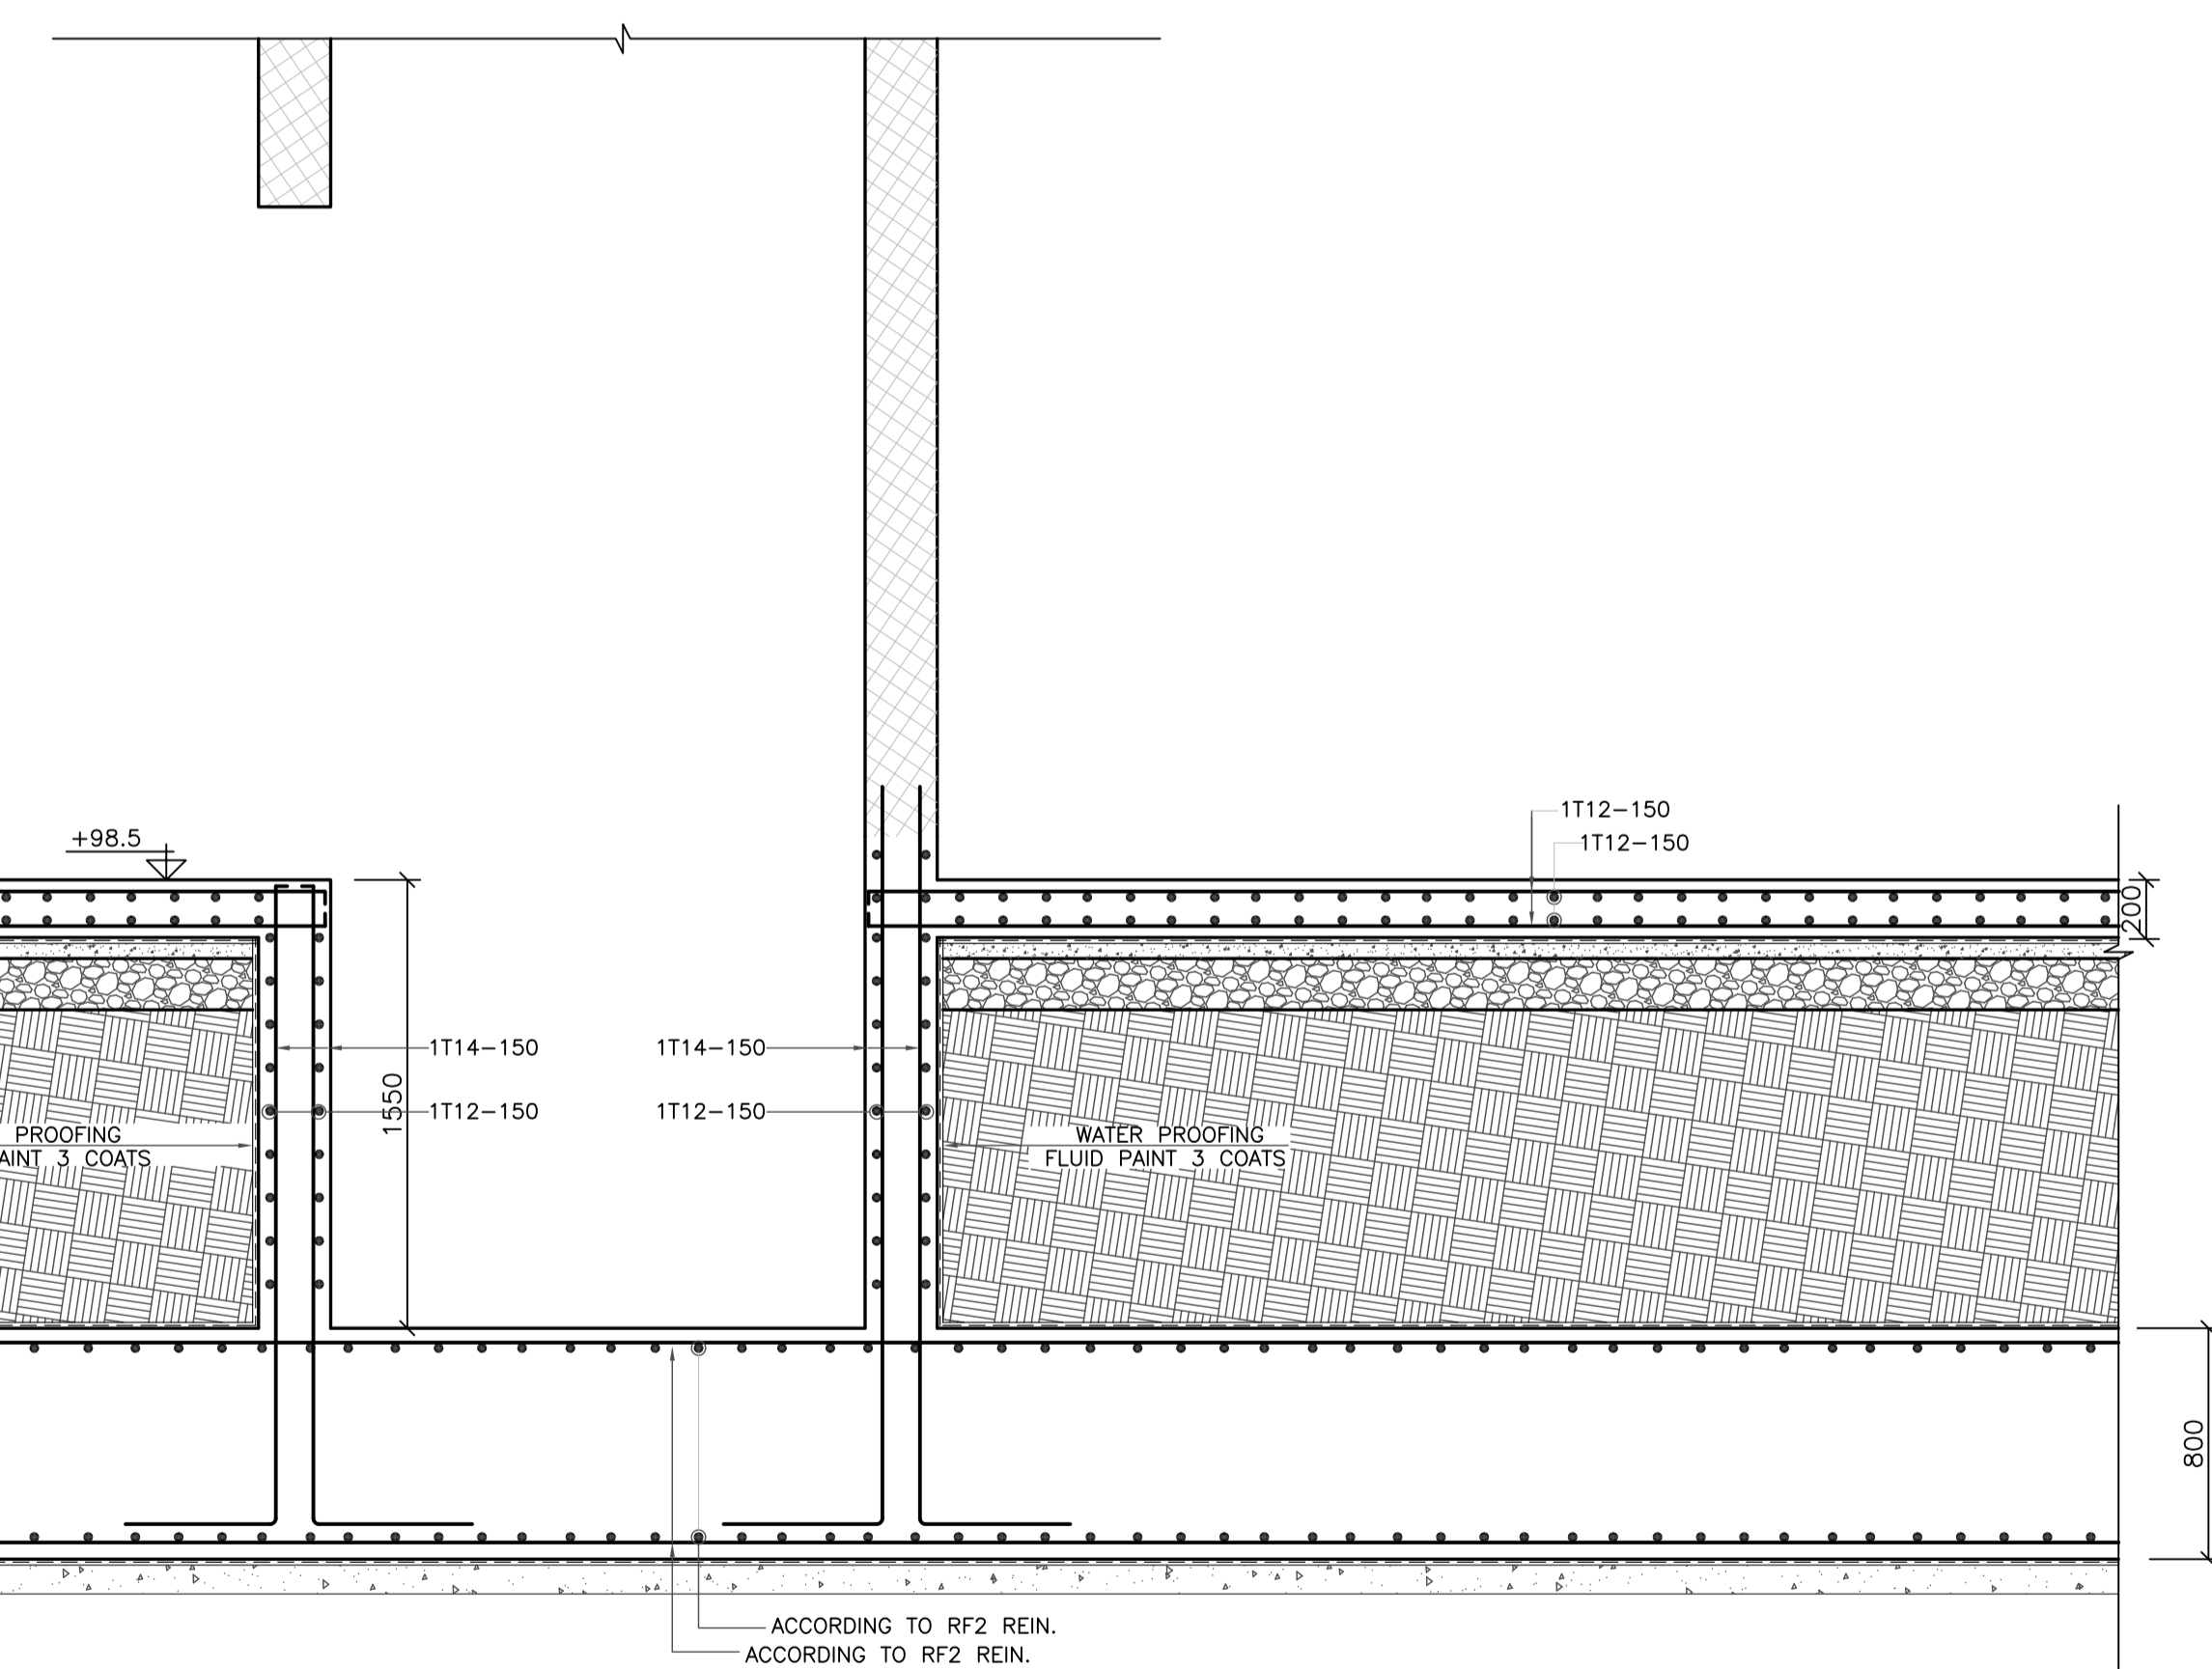 1T12-150
+98.5
1T12-150
200
1T14-150
1T14-150
1550
1T12-150
1T12-150
PROOFING
AINT 3 COATS
WATER PROOFING
FLUID PAINT 3 COATS
800
ACCORDING TO RF2 REIN.
ACCORDING TO RF2 REIN.